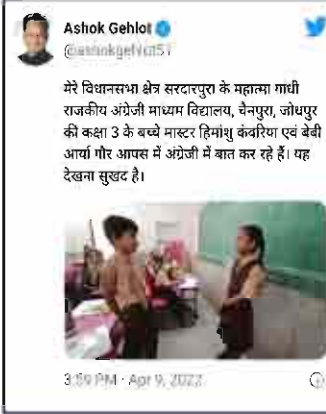 Ashok Gehlot
@ashokgehlot51
मेरे विधानसभा क्षेत्र सरदारपुरा के महात्मा गांधी
राजकीय अंग्रेजी माध्यम विद्यालय, चैनपुरा, जोधपुर
की कक्षा 3 के बच्चे मास्टर हिमांशु कंवरिया एवं बेबी
आर्या गौर आपस में अंग्रेजी में बात कर रहे हैं। यह
देखना सुखद है।
3:59 PM · Apr 9, 2022